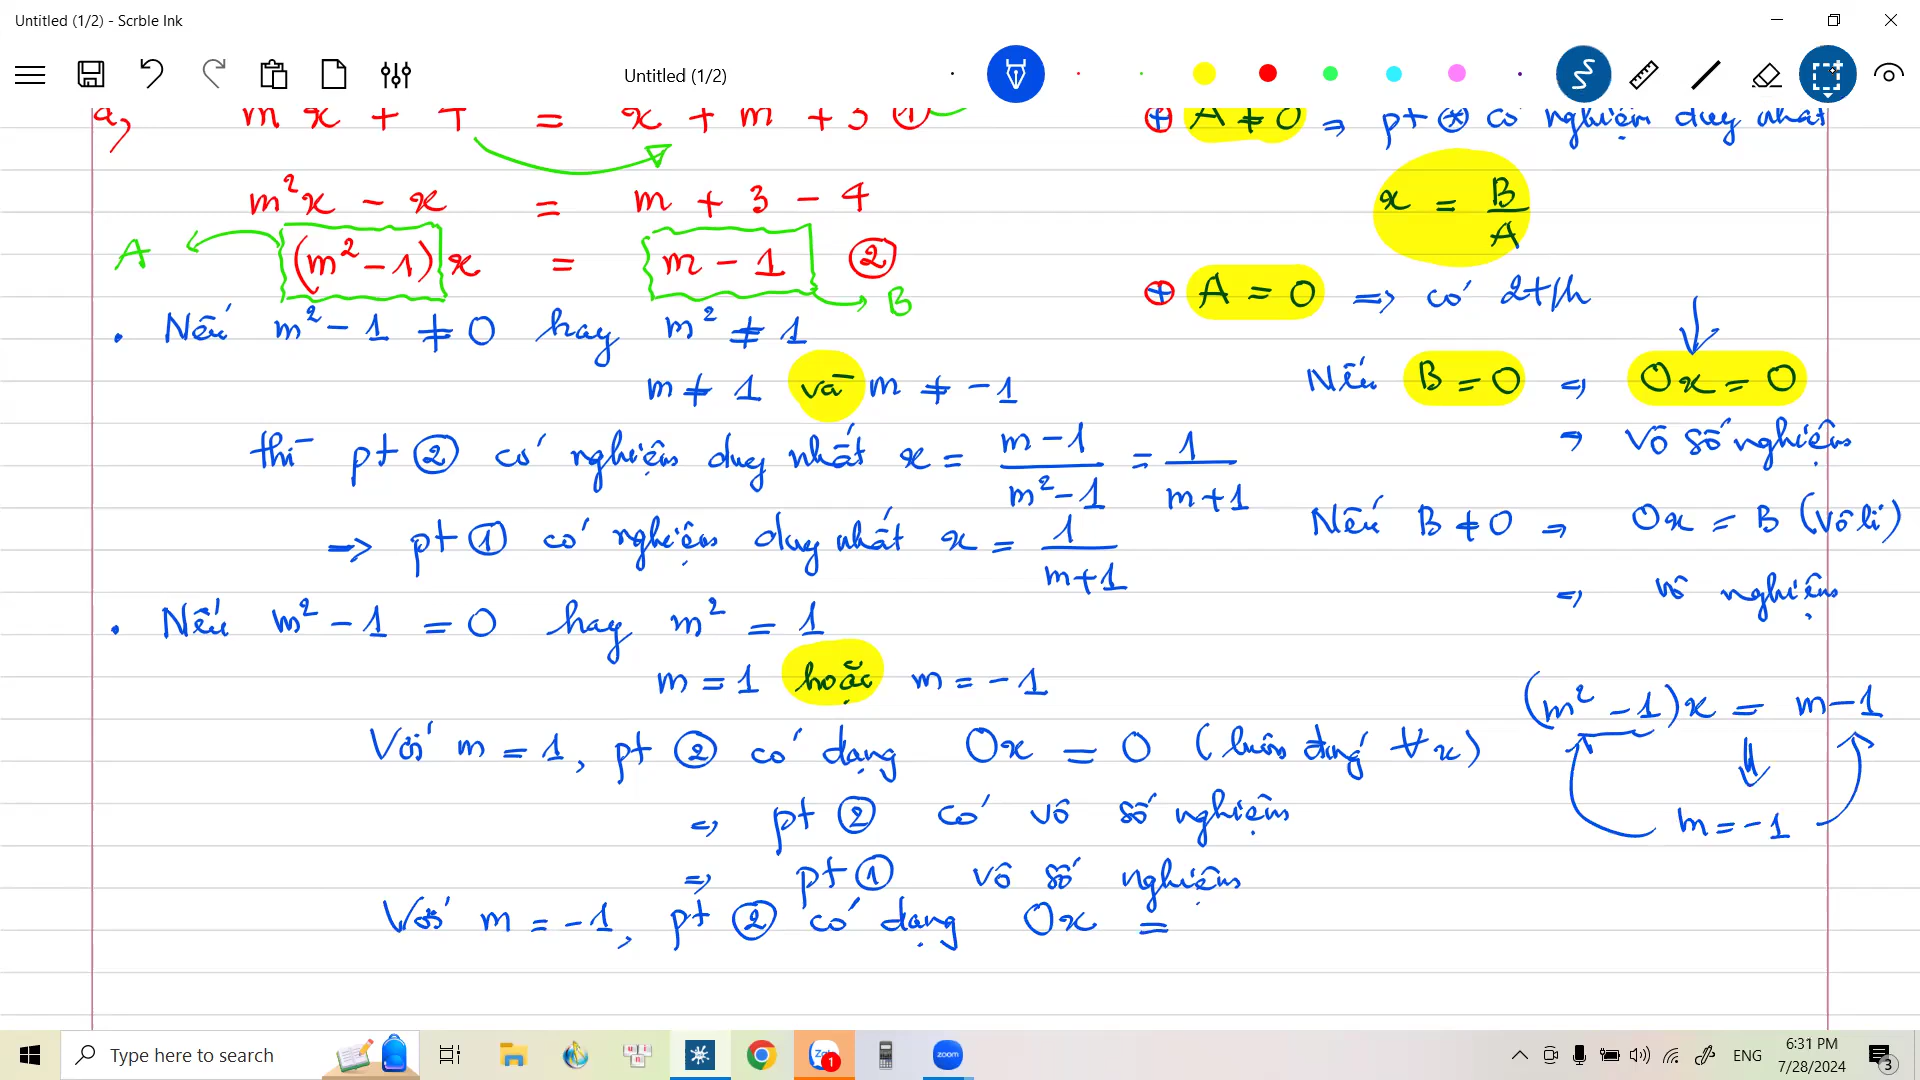 Untitled (1/2) - Scrble Ink
Untitled (1/2)
a, mx + 4 = x + m + 3 ①
m²x - x = m + 3 - 4
A (m² - 1) x = m - 1 ② B
• Nếu m² - 1 ≠ 0 hay m² ≠ 1
m ≠ 1 và m ≠ -1
thì pt ② có nghiệm duy nhất x = (m - 1)/(m² - 1) = 1/(m+1)
=> pt ① có nghiệm duy nhất x = 1/(m+1)
• Nếu m² - 1 = 0 hay m² = 1
m = 1 hoặc m = -1
Với m = 1, pt ② có dạng 0x = 0 (luôn đúng ∀x)
=> pt ② có vô số nghiệm
=> pt ① vô số nghiệm
Với m = -1, pt ② có dạng 0x =
⊕ A ≠ 0 => pt ⊛ có nghiệm duy nhất
x = B/A
⊕ A = 0 => có 2t/h
Nếu B = 0 => 0x = 0
=> vô số nghiệm
Nếu B ≠ 0 => 0x = B (vô lí)
=> vô nghiệm
(m² - 1)x = m - 1
m = -1
Type here to search
1
zoom
ENG
6:31 PM
7/28/2024
3